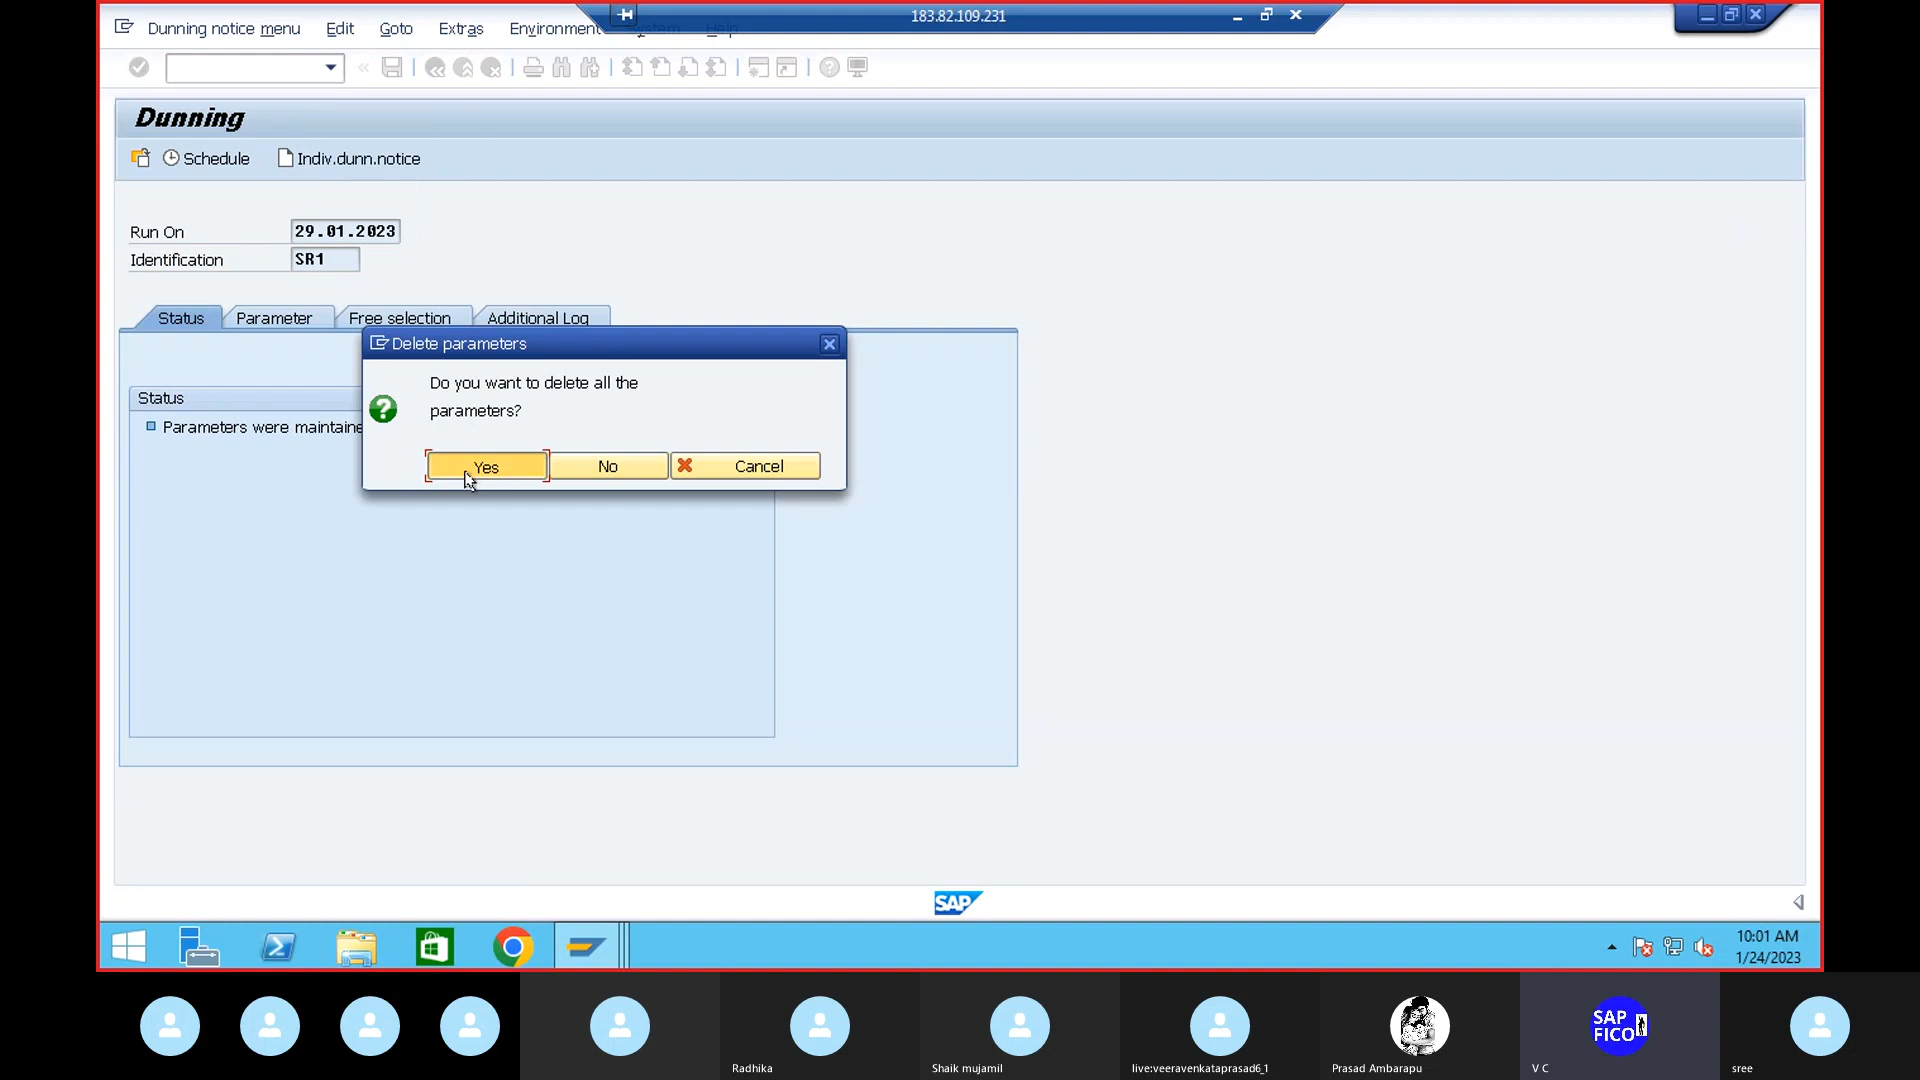 183.82.109.231
Dunning notice menu Edit Goto Extras Environment System Help
Dunning
Schedule Indiv.dunn.notice
Run On 29.01.2023
Identification SR1
Status Parameter Free selection Additional Log
Delete parameters
Do you want to delete all the
parameters?
Status
Parameters were maintaine
Yes No Cancel
SAP
10:01 AM
1/24/2023
SAP
FICO
Radhika Shaik mujamil live:veeravenkataprasad6_1 Prasad Ambarapu V C sree